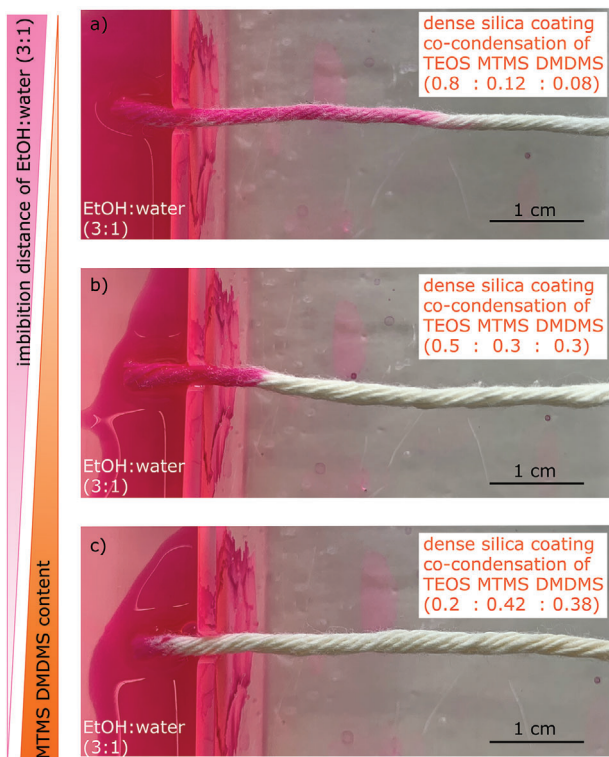 imbibition distance of EtOH:water (3:1)
MTMS DMDMS content
a)
dense silica coating
co-condensation of
TEOS MTMS DMDMS
(0.8 : 0.12 : 0.08)
EtOH:water
(3:1)
1 cm
b)
dense silica coating
co-condensation of
TEOS MTMS DMDMS
(0.5 : 0.3 : 0.3)
EtOH:water
(3:1)
1 cm
c)
dense silica coating
co-condensation of
TEOS MTMS DMDMS
(0.2 : 0.42 : 0.38)
EtOH:water
(3:1)
1 cm